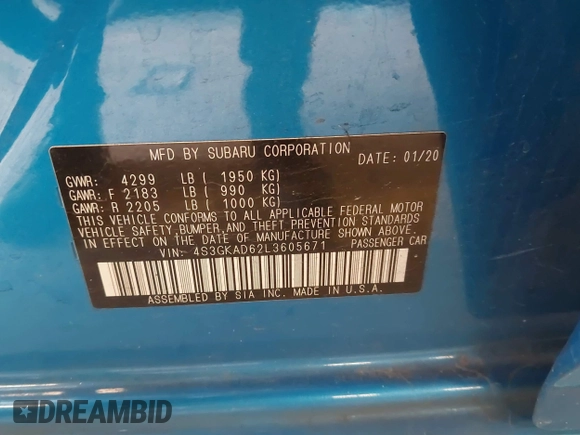 MFD BY SUBARU CORPORATION
DATE: 01/20
GVWR: 4299 LB ( 1950 KG)
GAWR: F 2183 LB ( 990 KG)
GAWR: R 2205 LB ( 1000 KG)
THIS VEHICLE CONFORMS TO ALL APPLICABLE FEDERAL MOTOR
VEHICLE SAFETY,BUMPER,AND THEFT PREVENTION STANDARDS
IN EFFECT ON THE DATE OF MANUFACTURE SHOWN ABOVE.
VIN: 4S3GKAD62L3605671 PASSENGER CAR
ASSEMBLED BY SIA INC. MADE IN U.S.A.
DREAMBID